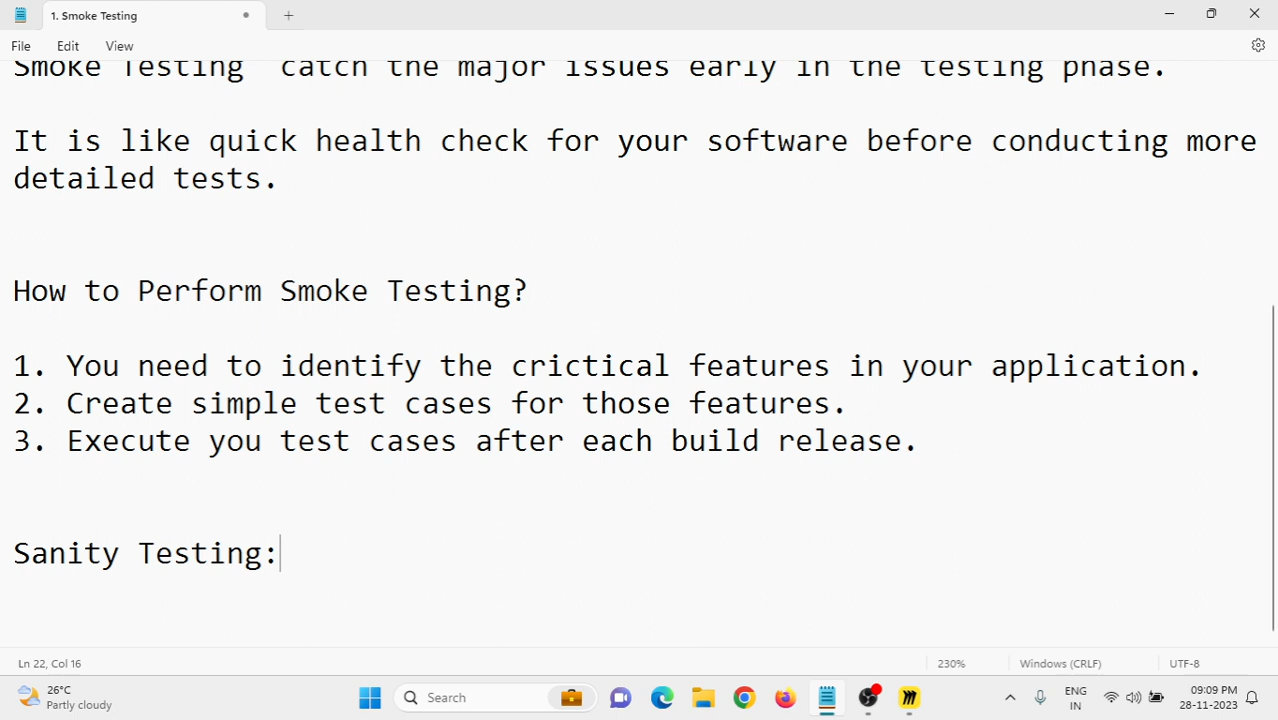 1. Smoke Testing
File Edit View
Smoke Testing catch the major issues early in the testing phase.
It is like quick health check for your software before conducting more
detailed tests.
How to Perform Smoke Testing?
1. You need to identify the crictical features in your application.
2. Create simple test cases for those features.
3. Execute you test cases after each build release.
Sanity Testing:
Ln 22, Col 16 230% Windows (CRLF) UTF-8
26°C
Partly cloudy
Search
ENG
IN
09:09 PM
28-11-2023